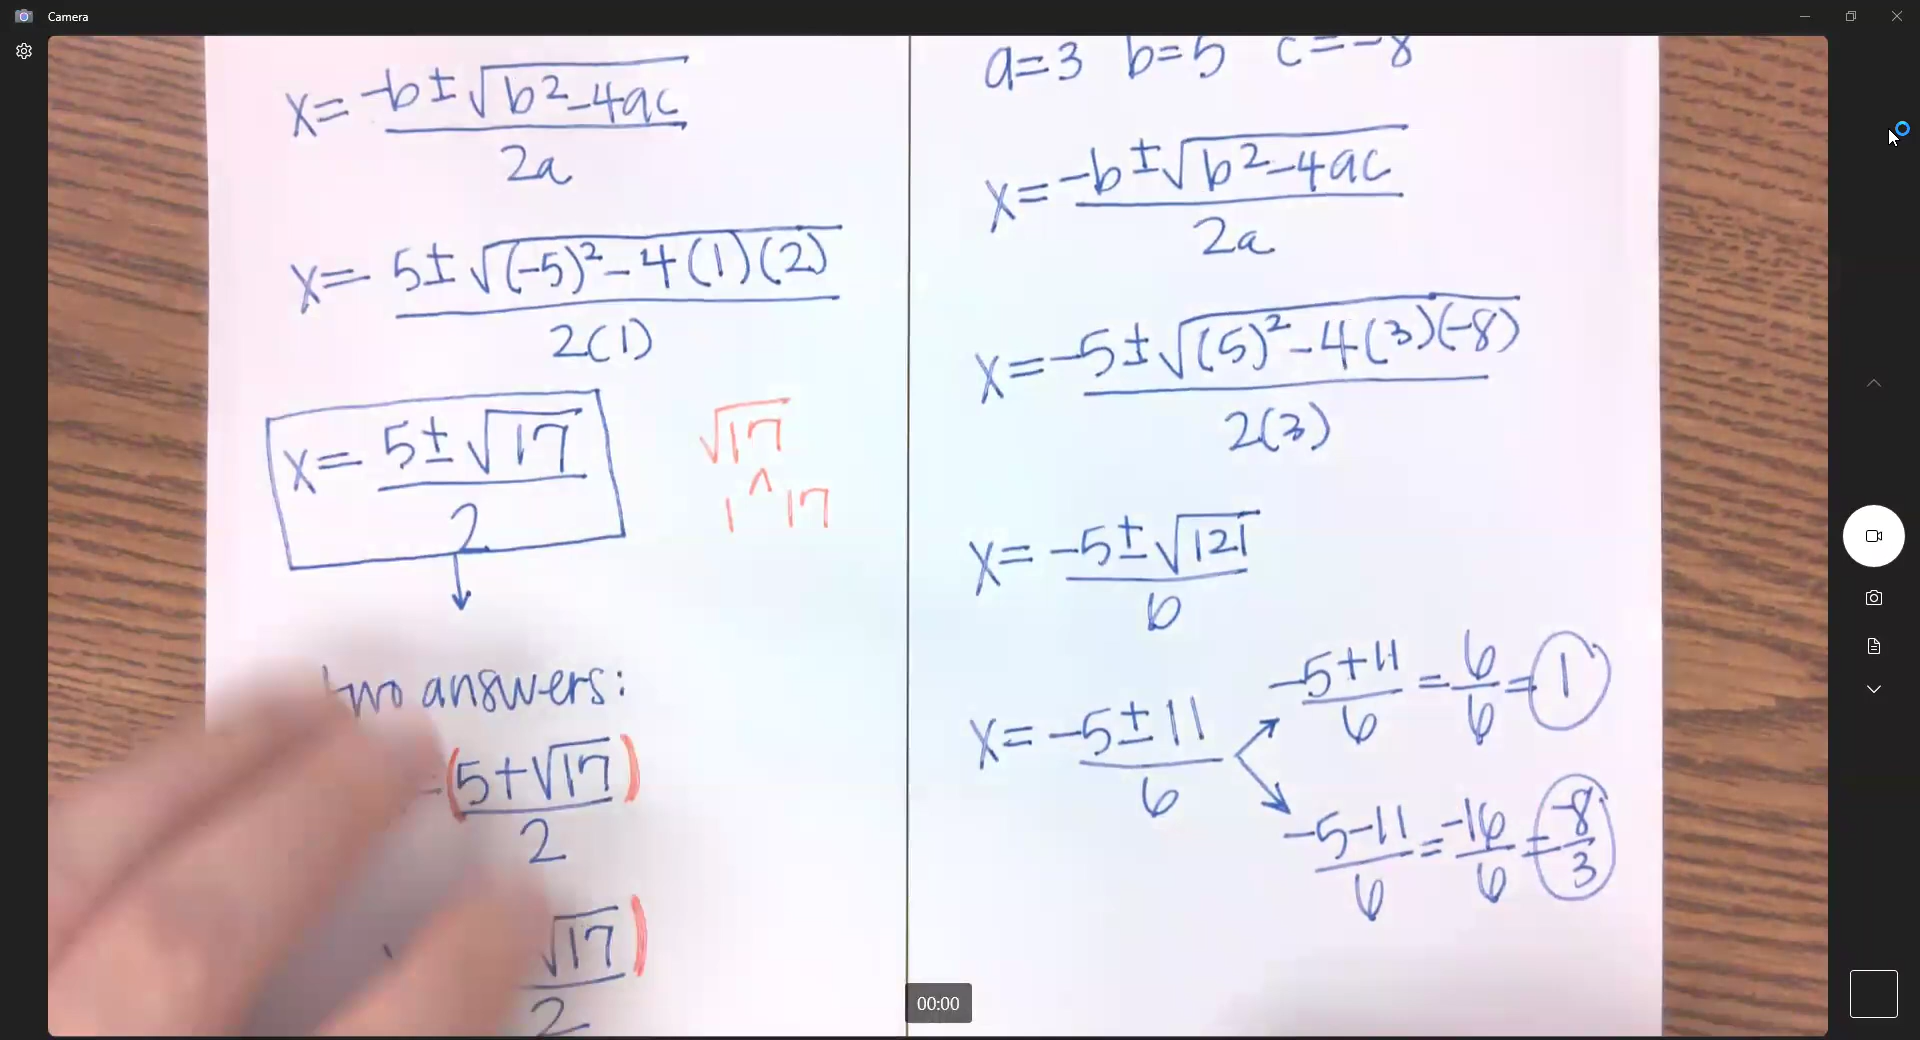 Camera
x = -b ± √(b² - 4ac) / 2a
x = 5 ± √((-5)² - 4(1)(2)) / 2(1)
x = 5 ± √17 / 2
√17
1 17
two answers:
(5 + √17) / 2
√17) / 2
a = 3 b = 5 c = -8
x = -b ± √(b² - 4ac) / 2a
x = -5 ± √((5)² - 4(3)(-8)) / 2(3)
x = -5 ± √121 / 6
x = -5 ± 11 / 6
-5 + 11 / 6 = 6 / 6 = 1
-5 - 11 / 6 = -16 / 6 = -8 / 3
00:00